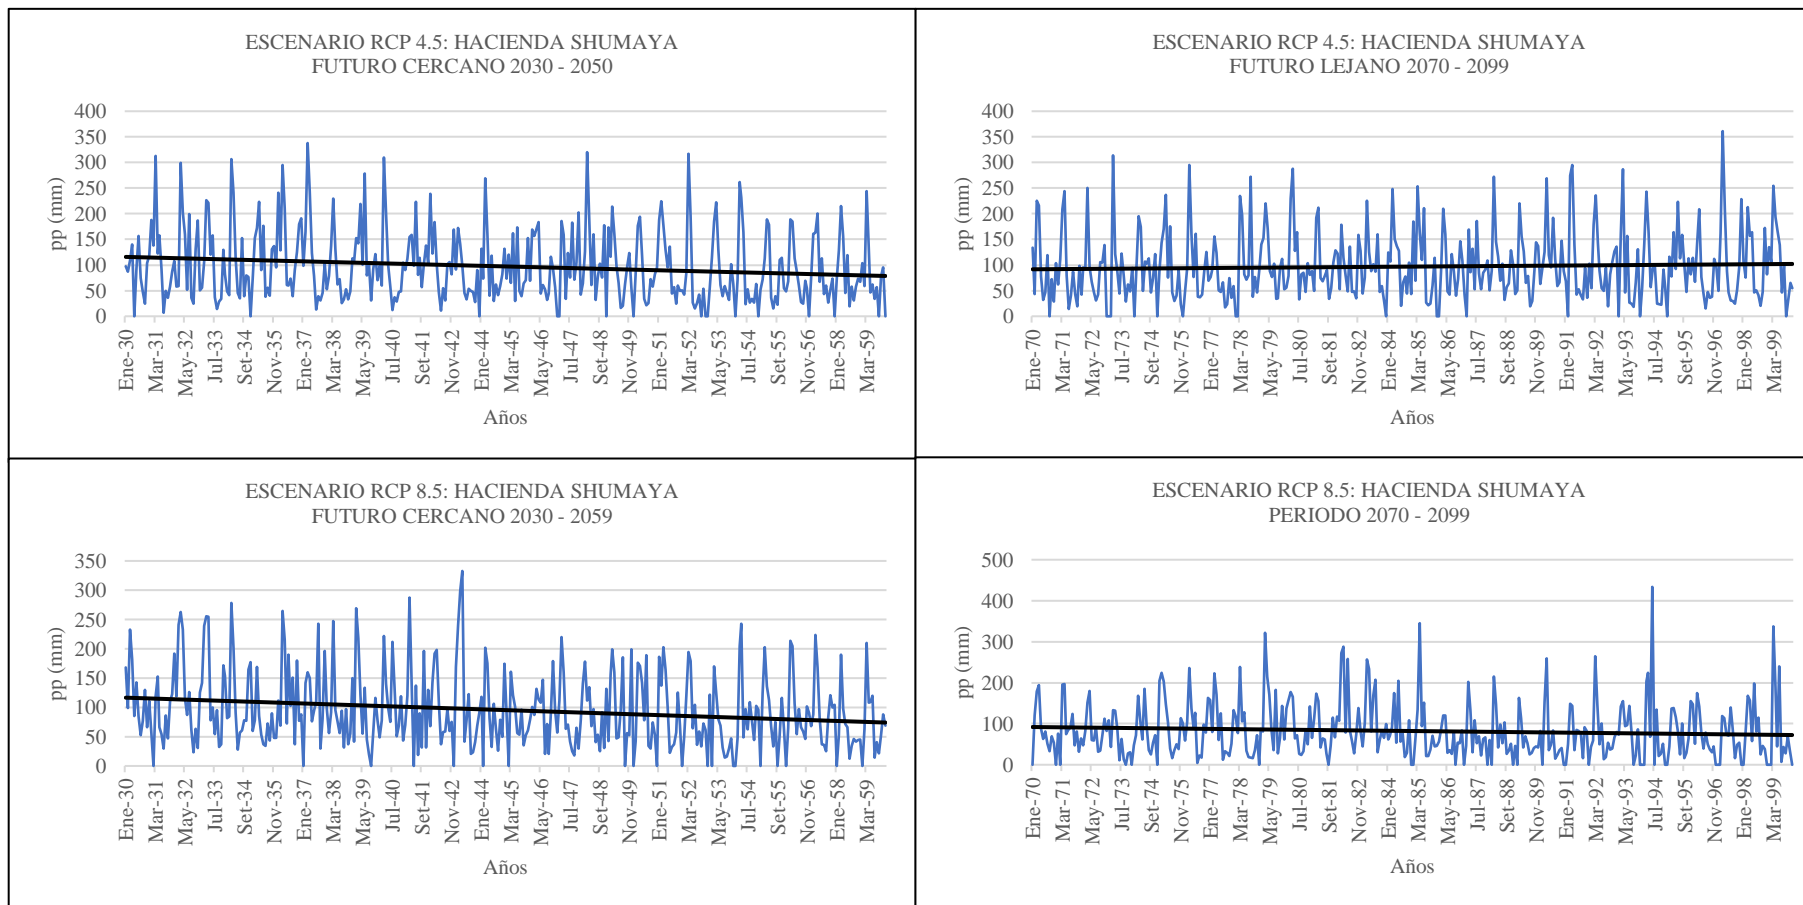 ESCENARIO RCP 4.5: HACIENDA SHUMAYA
FUTURO CERCANO 2030 - 2050
400
350
300
250
200
150
100
50
0
pp (mm)
Ene-30
Mar-31
May-32
Jul-33
Set-34
Nov-35
Ene-37
Mar-38
May-39
Jul-40
Set-41
Nov-42
Ene-44
Mar-45
May-46
Jul-47
Set-48
Nov-49
Ene-51
Mar-52
May-53
Jul-54
Set-55
Nov-56
Ene-58
Mar-59
Años
ESCENARIO RCP 4.5: HACIENDA SHUMAYA
FUTURO LEJANO 2070 - 2099
400
350
300
250
200
150
100
50
0
pp (mm)
Ene-70
Mar-71
May-72
Jul-73
Set-74
Nov-75
Ene-77
Mar-78
May-79
Jul-80
Set-81
Nov-82
Ene-84
Mar-85
May-86
Jul-87
Set-88
Nov-89
Ene-91
Mar-92
May-93
Jul-94
Set-95
Nov-96
Ene-98
Mar-99
Años
ESCENARIO RCP 8.5: HACIENDA SHUMAYA
FUTURO CERCANO 2030 - 2059
350
300
250
200
150
100
50
0
pp (mm)
Ene-30
Mar-31
May-32
Jul-33
Set-34
Nov-35
Ene-37
Mar-38
May-39
Jul-40
Set-41
Nov-42
Ene-44
Mar-45
May-46
Jul-47
Set-48
Nov-49
Ene-51
Mar-52
May-53
Jul-54
Set-55
Nov-56
Ene-58
Mar-59
Años
ESCENARIO RCP 8.5: HACIENDA SHUMAYA
PERIODO 2070 - 2099
500
400
300
200
100
0
pp (mm)
Ene-70
Mar-71
May-72
Jul-73
Set-74
Nov-75
Ene-77
Mar-78
May-79
Jul-80
Set-81
Nov-82
Ene-84
Mar-85
May-86
Jul-87
Set-88
Nov-89
Ene-91
Mar-92
May-93
Jul-94
Set-95
Nov-96
Ene-98
Mar-99
Años